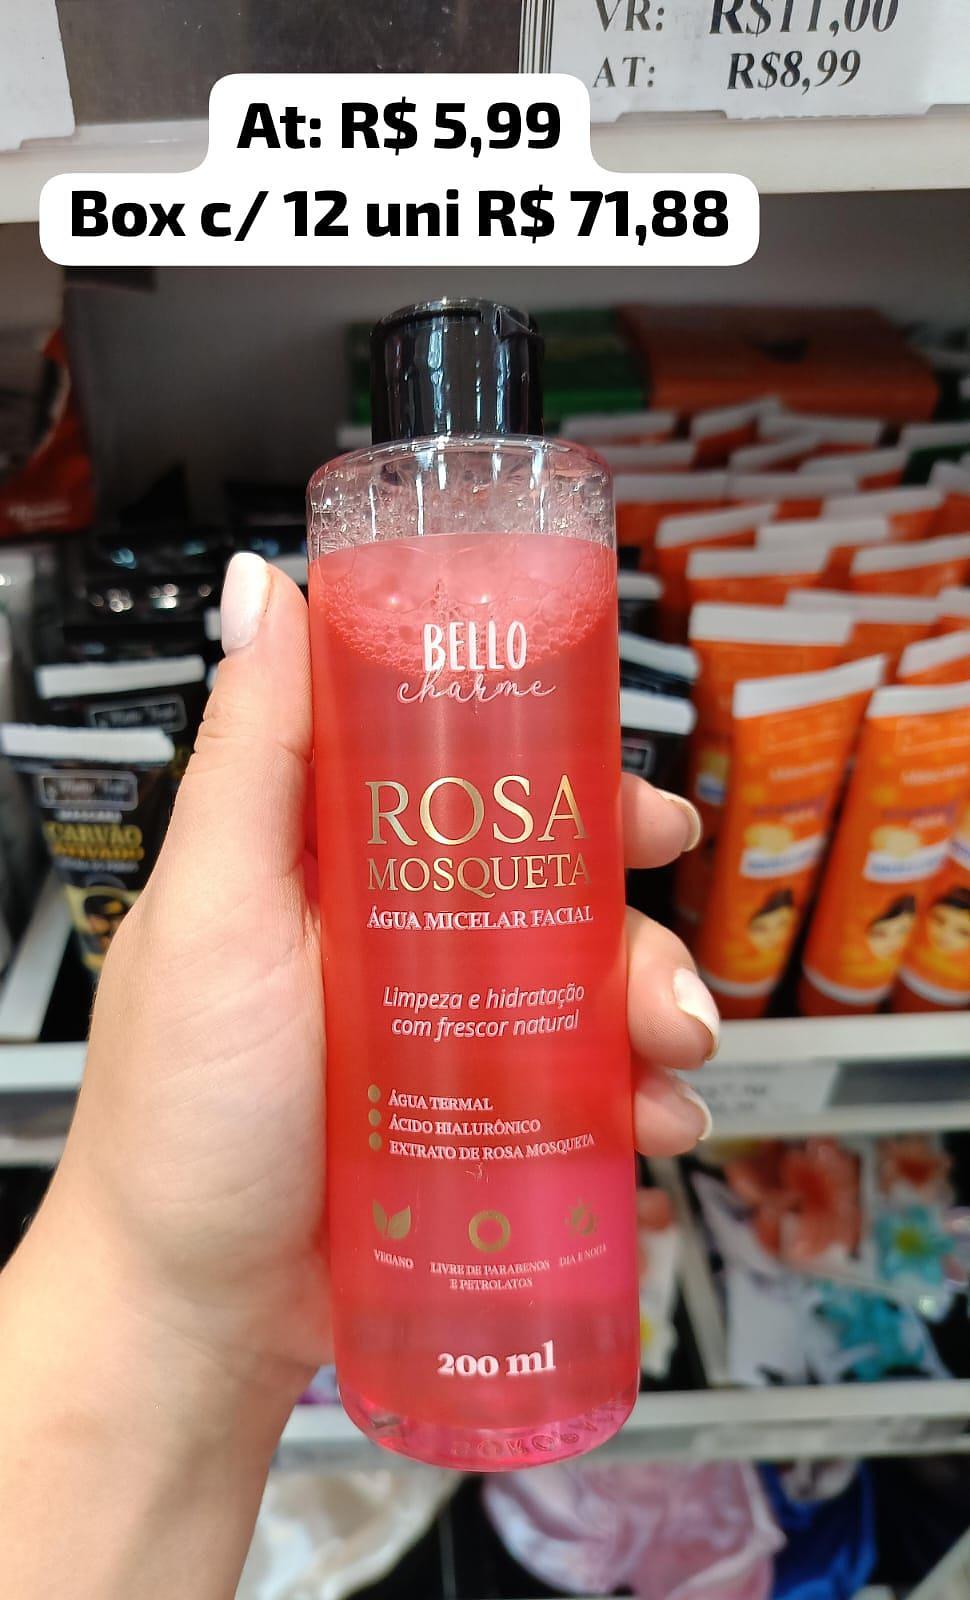 VR: R$11,00
AT: R$8,99
At: R$ 5,99
Box c/ 12 uni R$ 71,88
BELLO
charme
ROSA
MOSQUETA
ÁGUA MICELAR FACIAL
Limpeza e hidratação
com frescor natural
ÁGUA TERMAL
ÁCIDO HIALURÔNICO
EXTRATO DE ROSA MOSQUETA
VEGANO
LIVRE DE PARABENOS
E PETROLATOS
DIA E NOITE
200 ml
CARVÃO
ATIVADO